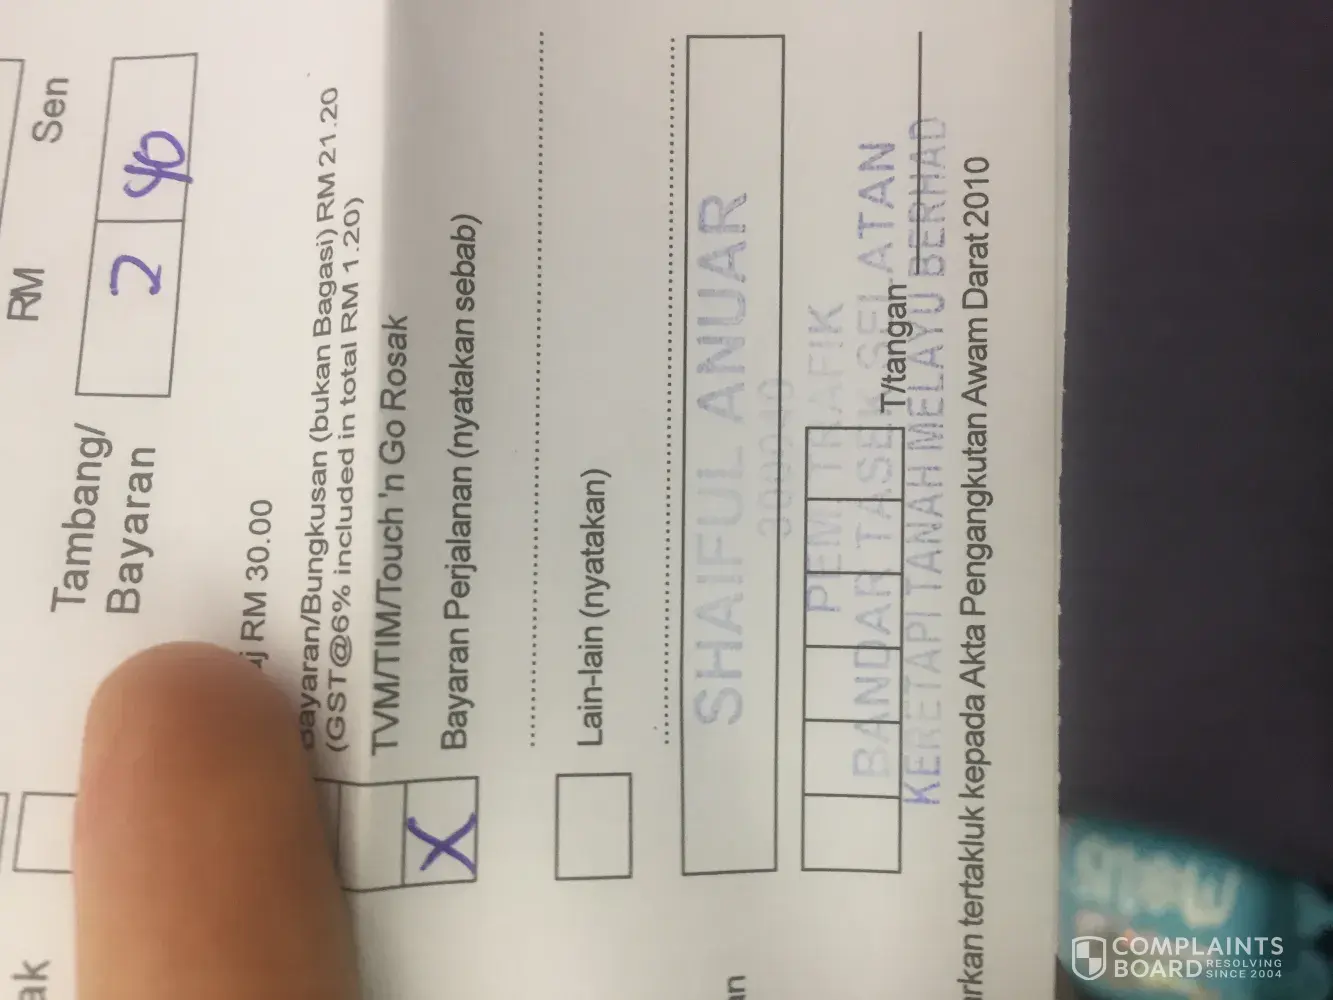 RM Sen
Tambang/
Bayaran
2 40
RM 30.00
Bayaran/Bungkusan (bukan Bagasi) RM 21.20
(GST@6% included in total RM 1.20)
TVM/TIM/Touch 'n Go Rosak
X
Bayaran Perjalanan (nyatakan sebab)
Lain-lain (nyatakan)
SHAIFUL ANUAR
PEM TRAFIK
BANDAR TASEK SELATAN
T/tangan
KERETAPI TANAH MELAYU BERHAD
tertakluk kepada Akta Pengangkutan Awam Darat 2010
COMPLAINTS
BOARD RESOLVING
SINCE 2004